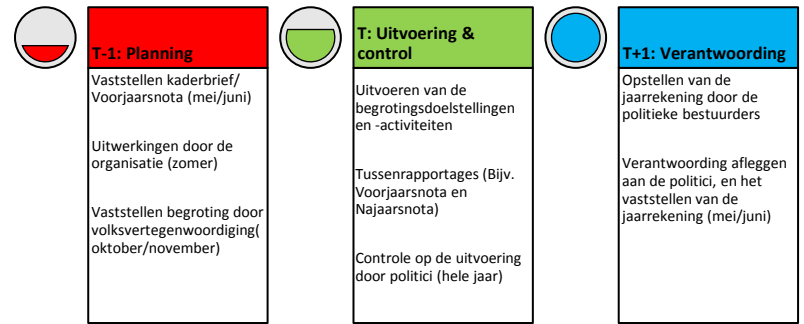 T-1: Planning
Vaststellen kaderbrief/
Voorjaarsnota (mei/juni)
Uitwerkingen door de
organisatie (zomer)
Vaststellen begroting door
volksvertegenwoordiging(
oktober/november)
T: Uitvoering &
control
Uitvoeren van de
begrotingsdoelstellingen
en -activiteiten
Tussenrapportages (Bijv.
Voorjaarsnota en
Najaarsnota)
Controle op de uitvoering
door politici (hele jaar)
T+1: Verantwoording
Opstellen van de
jaarrekening door de
politieke bestuurders
Verantwoording afleggen
aan de politici, en het
vaststellen van de
jaarrekening (mei/juni)